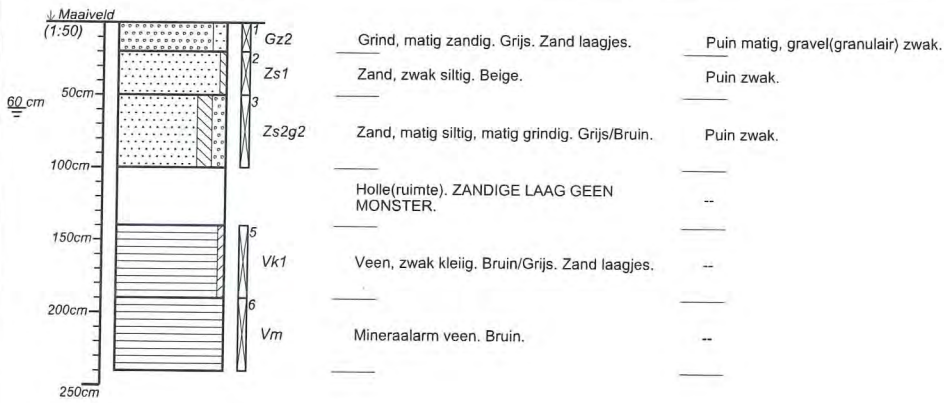 Maaiveld
(1:50)
1
Gz2
Grind, matig zandig. Grijs. Zand laagjes.
Puin matig, gravel(granulair) zwak.
2
Zs1
Zand, zwak siltig. Beige.
Puin zwak.
50cm
60 cm
3
Zs2g2
Zand, matig siltig, matig grindig. Grijs/Bruin.
Puin zwak.
100cm
Holle(ruimte). ZANDIGE LAAG GEEN
MONSTER.
--
150cm
5
Vk1
Veen, zwak kleiig. Bruin/Grijs. Zand laagjes.
--
200cm
6
Vm
Mineraalarm veen. Bruin.
--
250cm